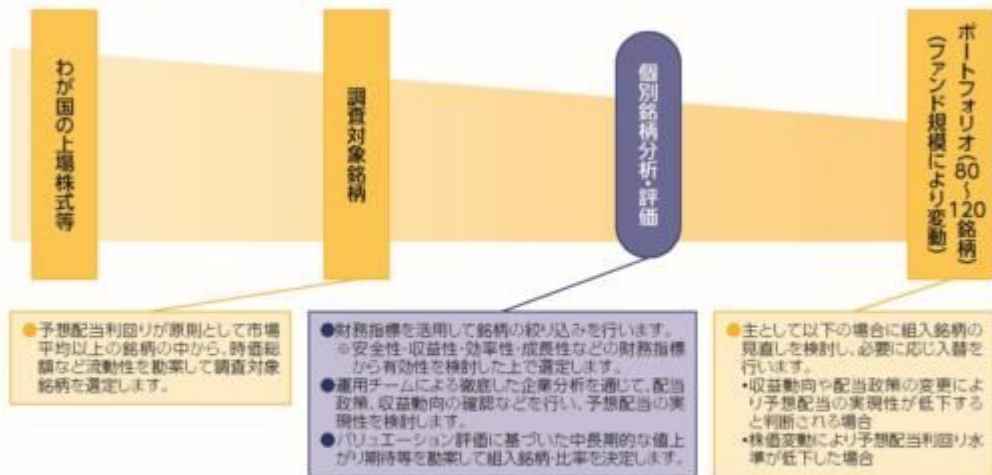 わが国の上場株式等
調査対象銘柄
個別銘柄分析・評価
ポートフォリオ(80～120銘柄)
(ファンド規模により変動)
●予想配当利回りが原則として市場
平均以上の銘柄の中から、時価総
額など流動性を勘案して調査対象
銘柄を選定します。
●財務指標を活用して銘柄の絞り込みを行います。
※安全性・収益性・効率性・成長性などの財務指標
から有効性を検討した上で選定します。
●運用チームによる徹底した企業分析を通じて、配当
政策、収益動向の確認などを行い、予想配当の実
現性を検討します。
●バリュエーション評価に基づいた中長期的な値上
がり期待等を勘案して組入銘柄・比率を決定します。
●主として以下の場合に組入銘柄の
見直しを検討し、必要に応じ入替を
行います。
•収益動向や配当政策の変更によ
り予想配当の実現性が低下する
と判断される場合
•株価変動により予想配当利回り水
準が低下した場合